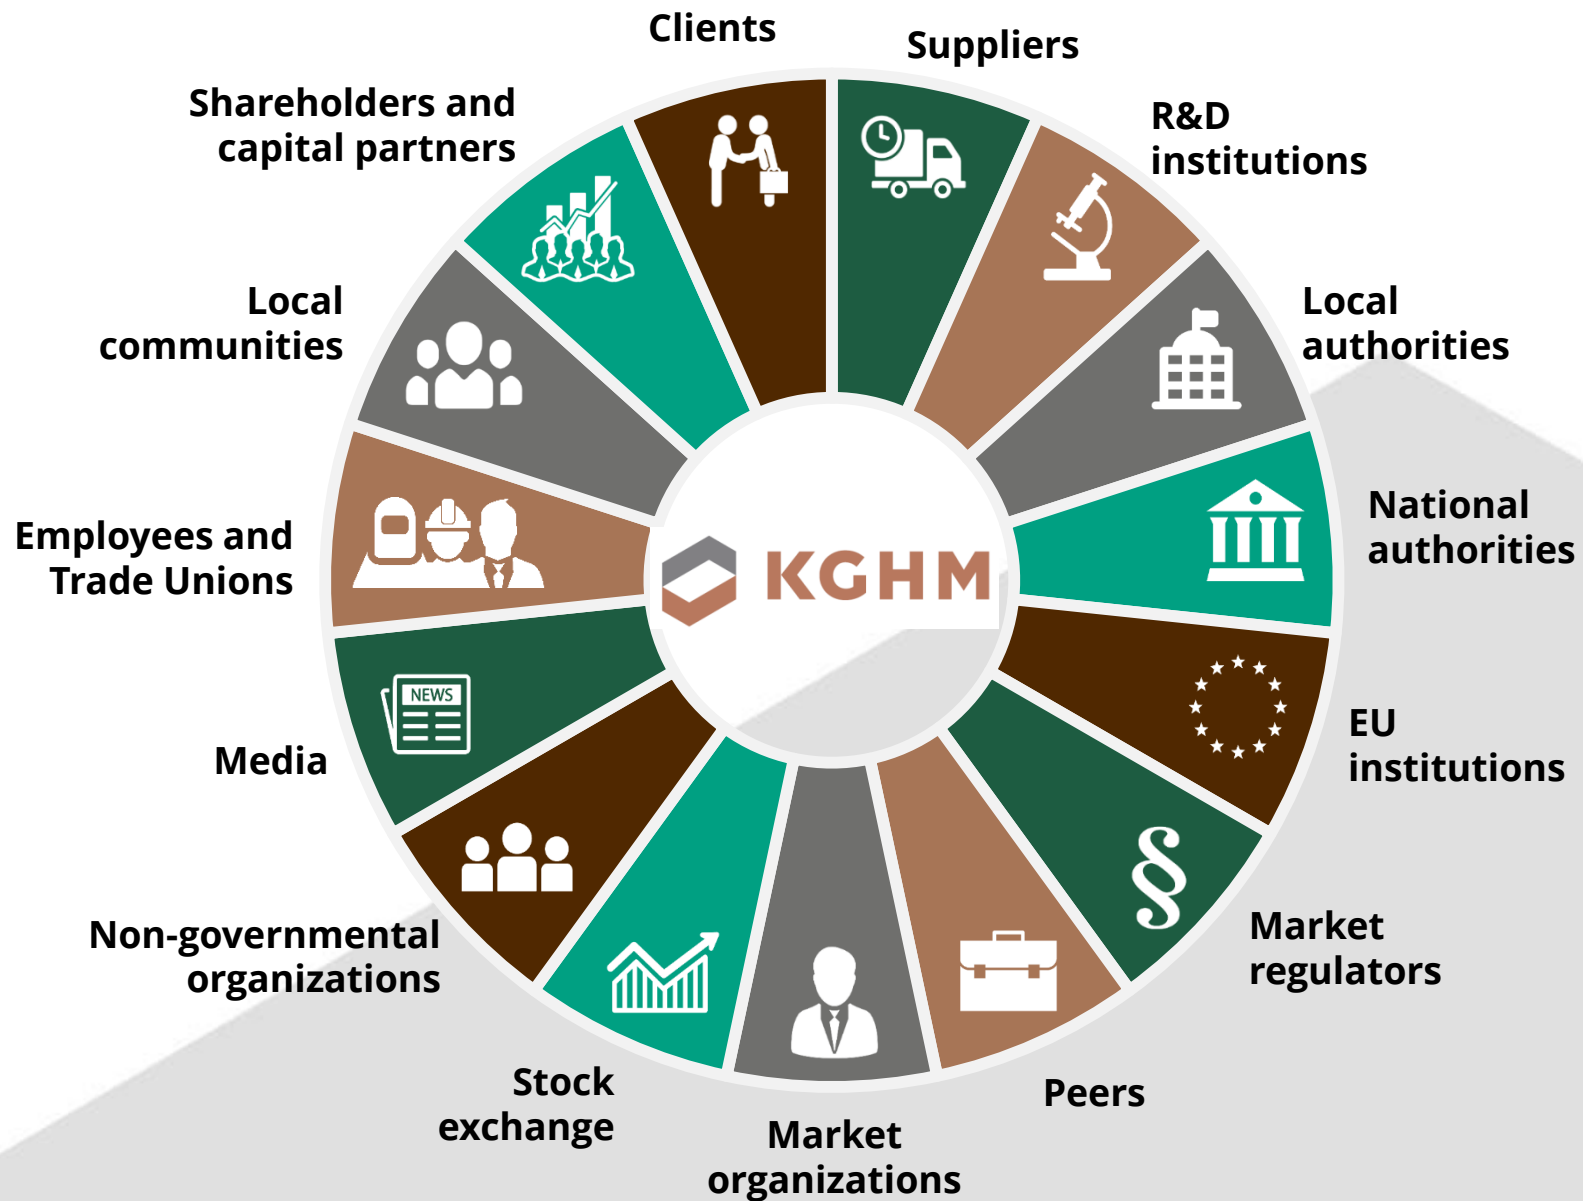 Clients
Suppliers
R&D
institutions
Local
authorities
National
authorities
EU
institutions
Market
regulators
Peers
Market
organizations
Stock
exchange
Non-governmental
organizations
Media
NEWS
Employees and
Trade Unions
Local
communities
Shareholders and
capital partners
KGHM
§